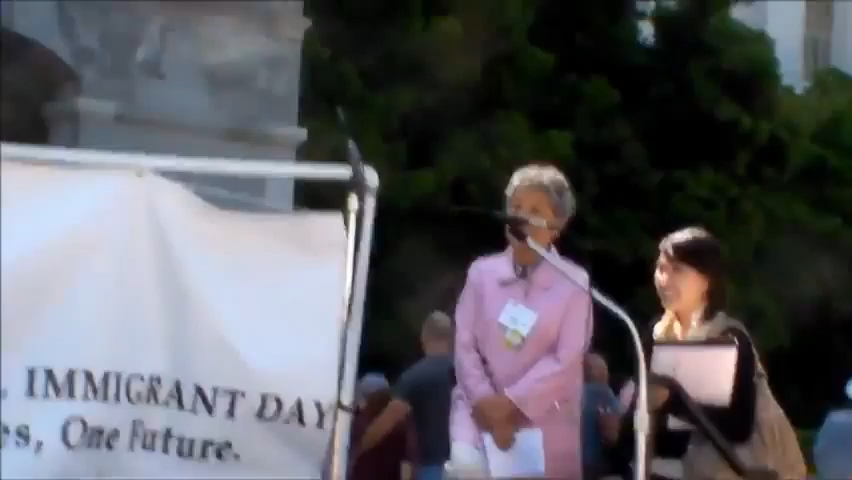 . IMMIGRANT DAY
es, One Future.